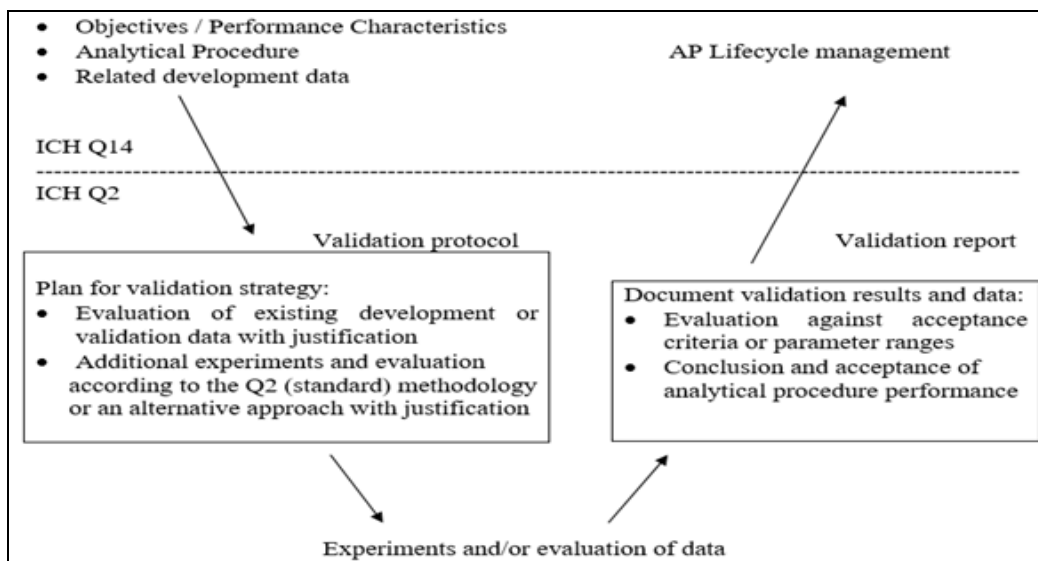 • Objectives / Performance Characteristics
• Analytical Procedure
• Related development data
AP Lifecycle management
ICH Q14
ICH Q2
Validation protocol
Plan for validation strategy:
• Evaluation of existing development or
validation data with justification
• Additional experiments and evaluation
according to the Q2 (standard) methodology
or an alternative approach with justification
Validation report
Document validation results and data:
• Evaluation against acceptance
criteria or parameter ranges
• Conclusion and acceptance of
analytical procedure performance
Experiments and/or evaluation of data